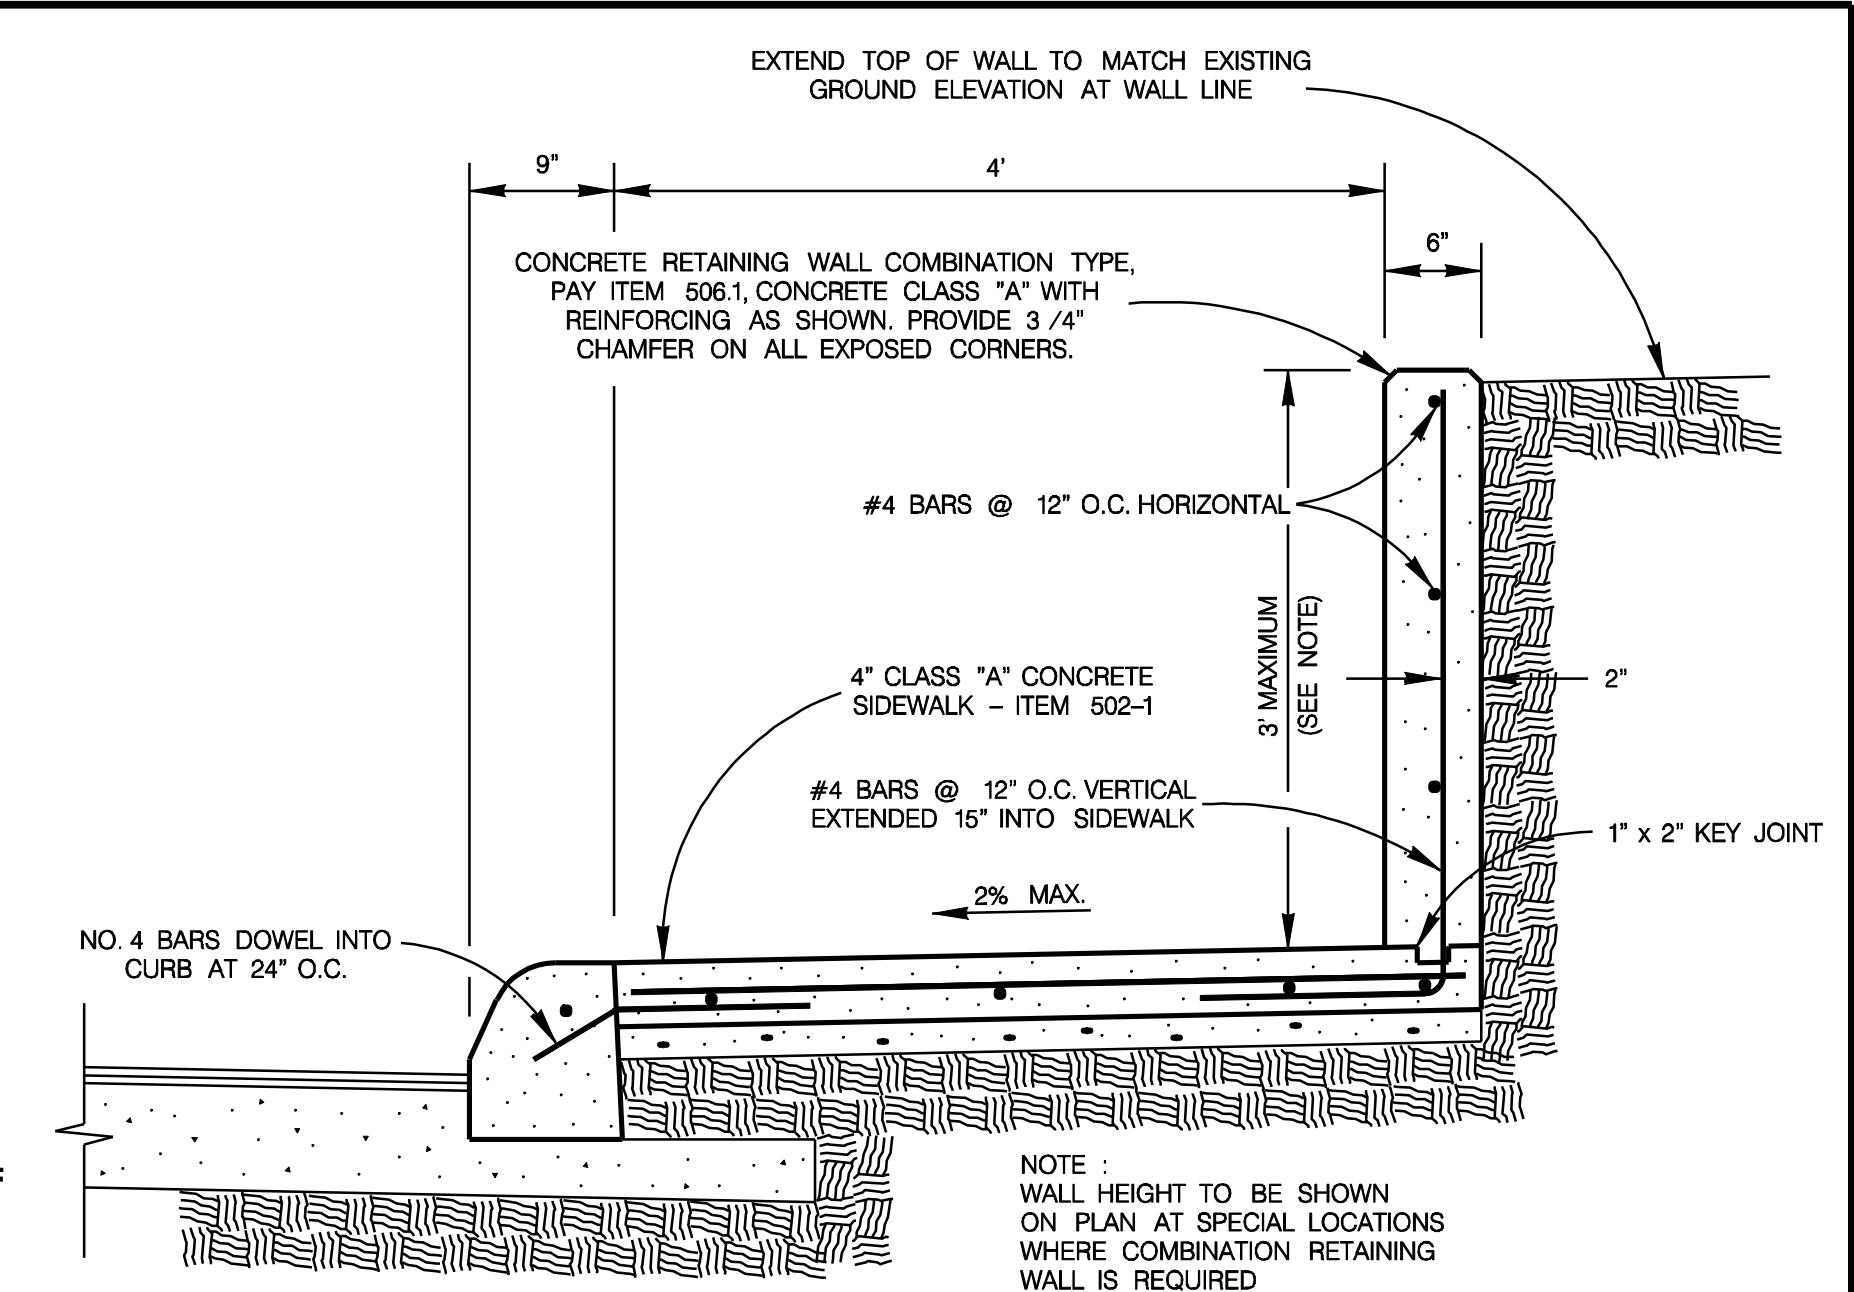 EXTEND TOP OF WALL TO MATCH EXISTING
GROUND ELEVATION AT WALL LINE
9"
4'
6"
CONCRETE RETAINING WALL COMBINATION TYPE,
PAY ITEM 506.1, CONCRETE CLASS "A" WITH
REINFORCING AS SHOWN. PROVIDE 3 /4"
CHAMFER ON ALL EXPOSED CORNERS.
#4 BARS @ 12" O.C. HORIZONTAL
3' MAXIMUM
(SEE NOTE)
4" CLASS "A" CONCRETE
SIDEWALK – ITEM 502–1
2"
#4 BARS @ 12" O.C. VERTICAL
EXTENDED 15" INTO SIDEWALK
1" x 2" KEY JOINT
2% MAX.
NO. 4 BARS DOWEL INTO
CURB AT 24" O.C.
:
NOTE :
WALL HEIGHT TO BE SHOWN
ON PLAN AT SPECIAL LOCATIONS
WHERE COMBINATION RETAINING
WALL IS REQUIRED